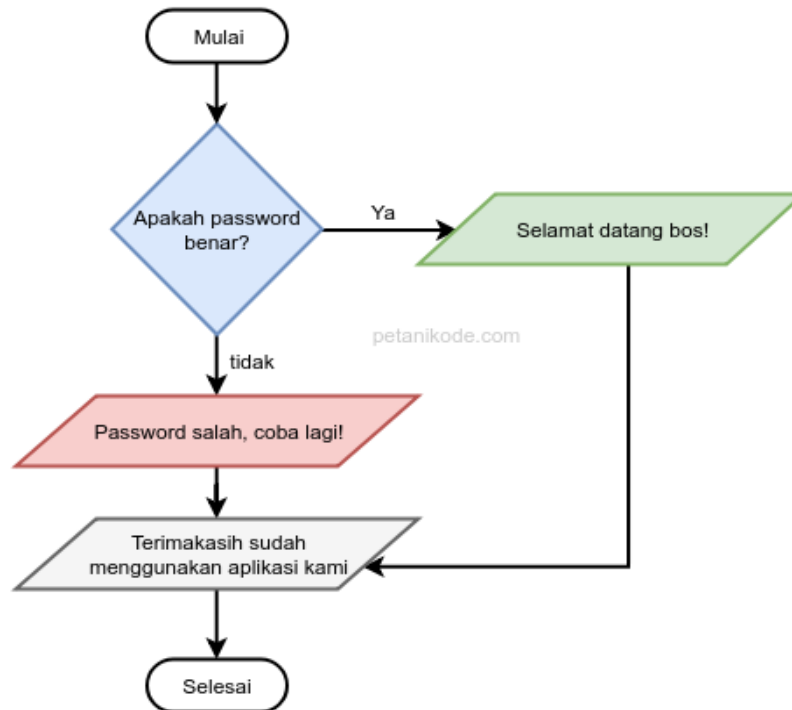 Mulai
Apakah password
benar?
Ya
Selamat datang bos!
petanikode.com
tidak
Password salah, coba lagi!
Terimakasih sudah
menggunakan aplikasi kami
Selesai